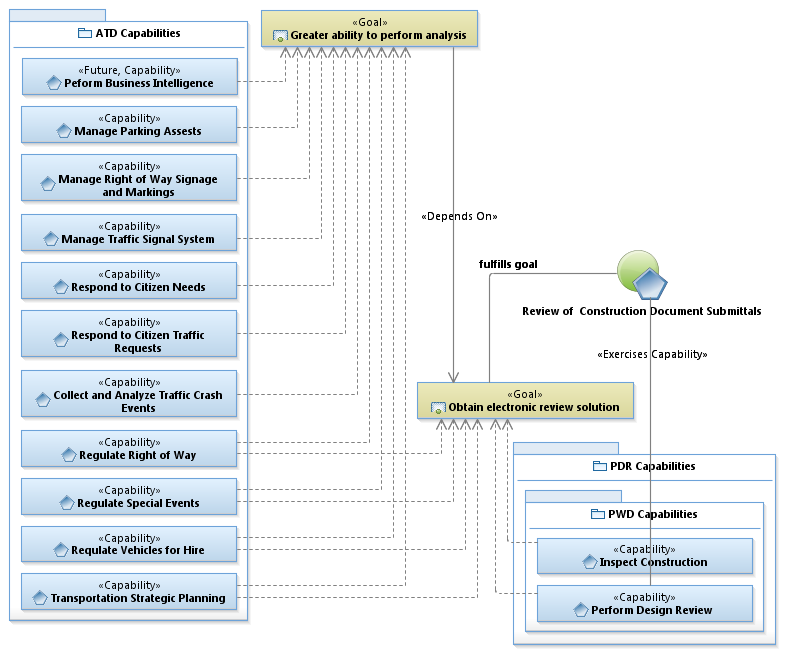 ATD Capabilities
«Future, Capability»
Peform Business Intelligence
«Capability»
Manage Parking Assests
«Capability»
Manage Right of Way Signage
and Markings
«Capability»
Manage Traffic Signal System
«Capability»
Respond to Citizen Needs
«Capability»
Respond to Citizen Traffic
Requests
«Capability»
Collect and Analyze Traffic Crash
Events
«Capability»
Regulate Right of Way
«Capability»
Regulate Special Events
«Capability»
Requlate Vehicles for Hire
«Capability»
Transportation Strategic Planning
«Goal»
Greater ability to perform analysis
«Depends On»
fulfills goal
Review of Construction Document Submittals
«Exercises Capability»
«Goal»
Obtain electronic review solution
PDR Capabilities
PWD Capabilities
«Capability»
Inspect Construction
«Capability»
Perform Design Review